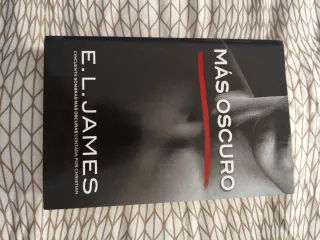 MÁS OSCURO
E. L. JAMES
CINCUENTA SOMBRAS MÁS OSCURAS CONTADA POR CHRISTIAN